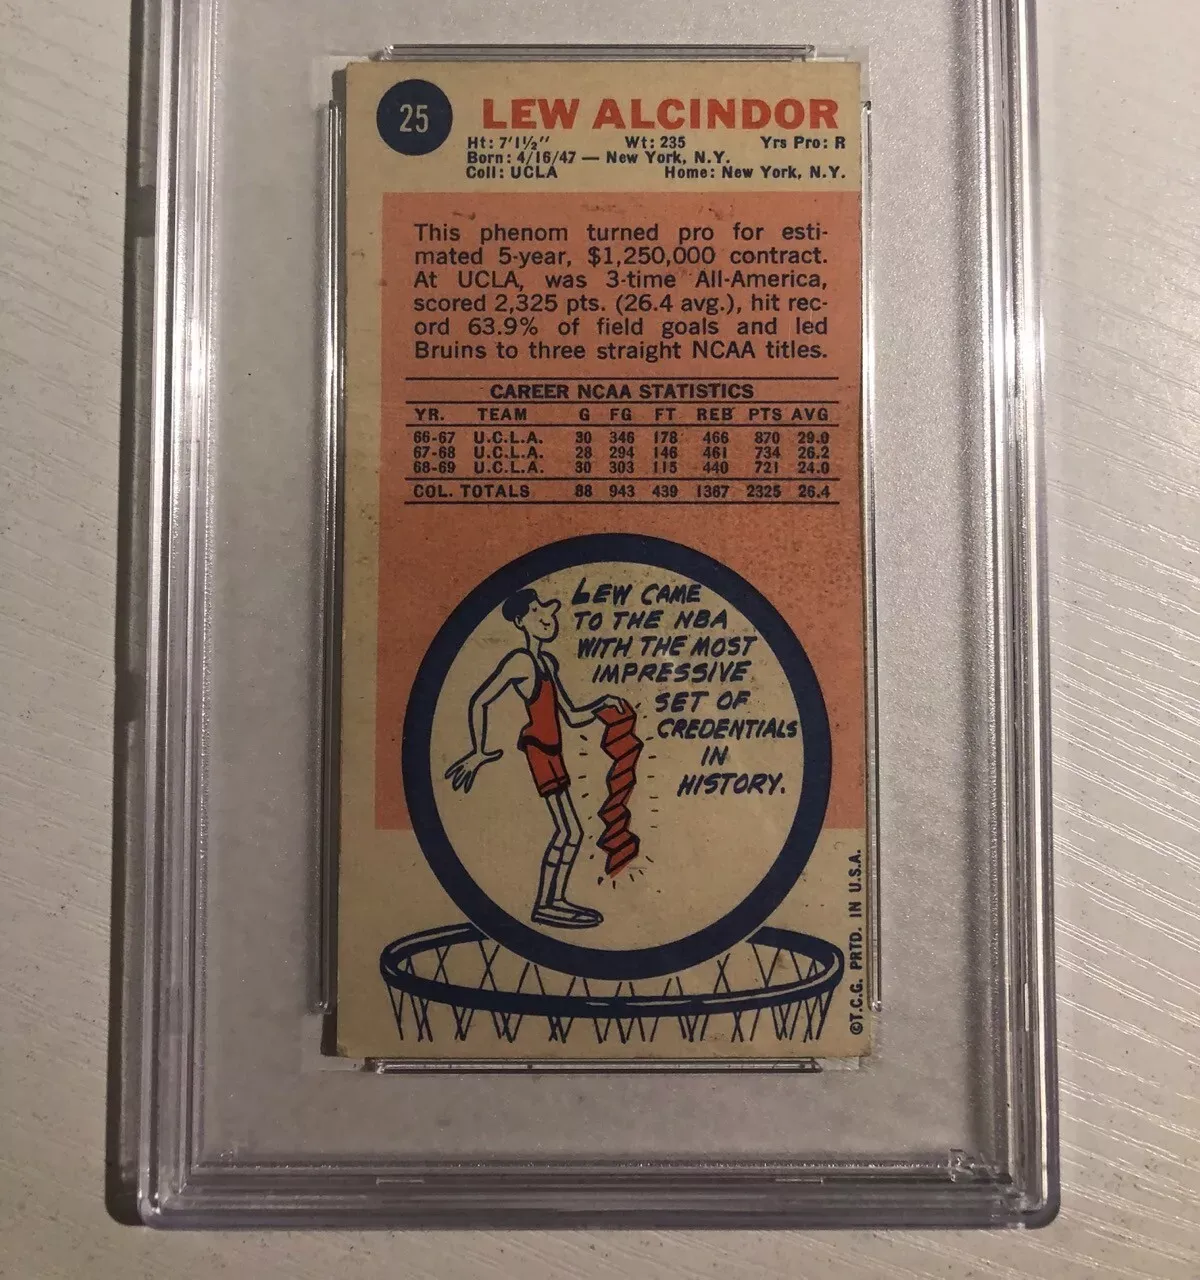 25 LEW ALCINDOR
Ht: 7'1½" Wt: 235 Yrs Pro: R
Born: 4/16/47 — New York, N.Y.
Coll: UCLA Home: New York, N.Y.
This phenom turned pro for esti-
mated 5-year, $1,250,000 contract.
At UCLA, was 3-time All-America,
scored 2,325 pts. (26.4 avg.), hit rec-
ord 63.9% of field goals and led
Bruins to three straight NCAA titles.
CAREER NCAA STATISTICS
YR. TEAM G FG FT REB PTS AVG
66-67 U.C.L.A. 30 346 178 466 870 29.0
67-68 U.C.L.A. 28 294 146 461 734 26.2
68-69 U.C.L.A. 30 303 115 440 721 24.0
COL. TOTALS 88 943 439 1367 2325 26.4
LEW CAME
TO THE NBA
WITH THE MOST
IMPRESSIVE
SET OF
CREDENTIALS
IN
HISTORY.
©T.C.G. PRTD. IN U.S.A.